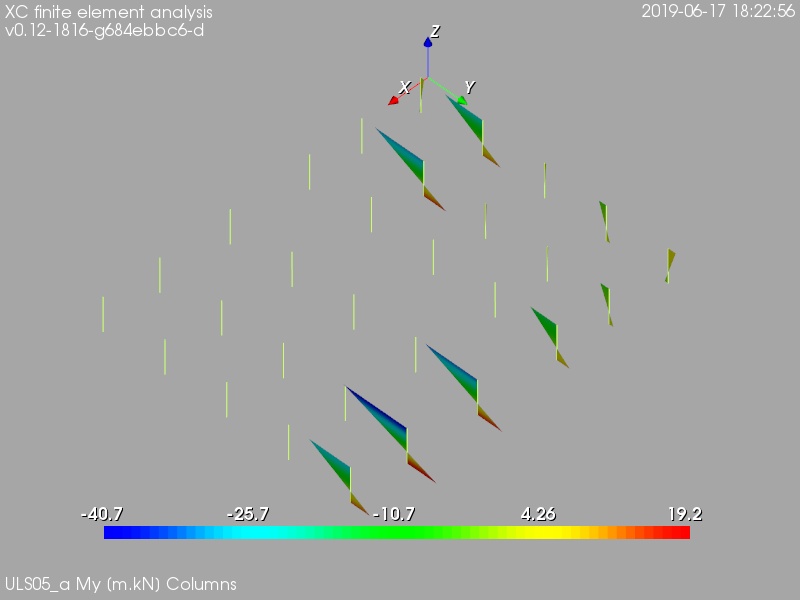 XC finite element analysis
v0.12-1816-g684ebbc6-d
2019-06-17 18:22:56
Z
X
Y
-40.7 -25.7 -10.7 4.26 19.2
ULS05_a My (m.kN) Columns